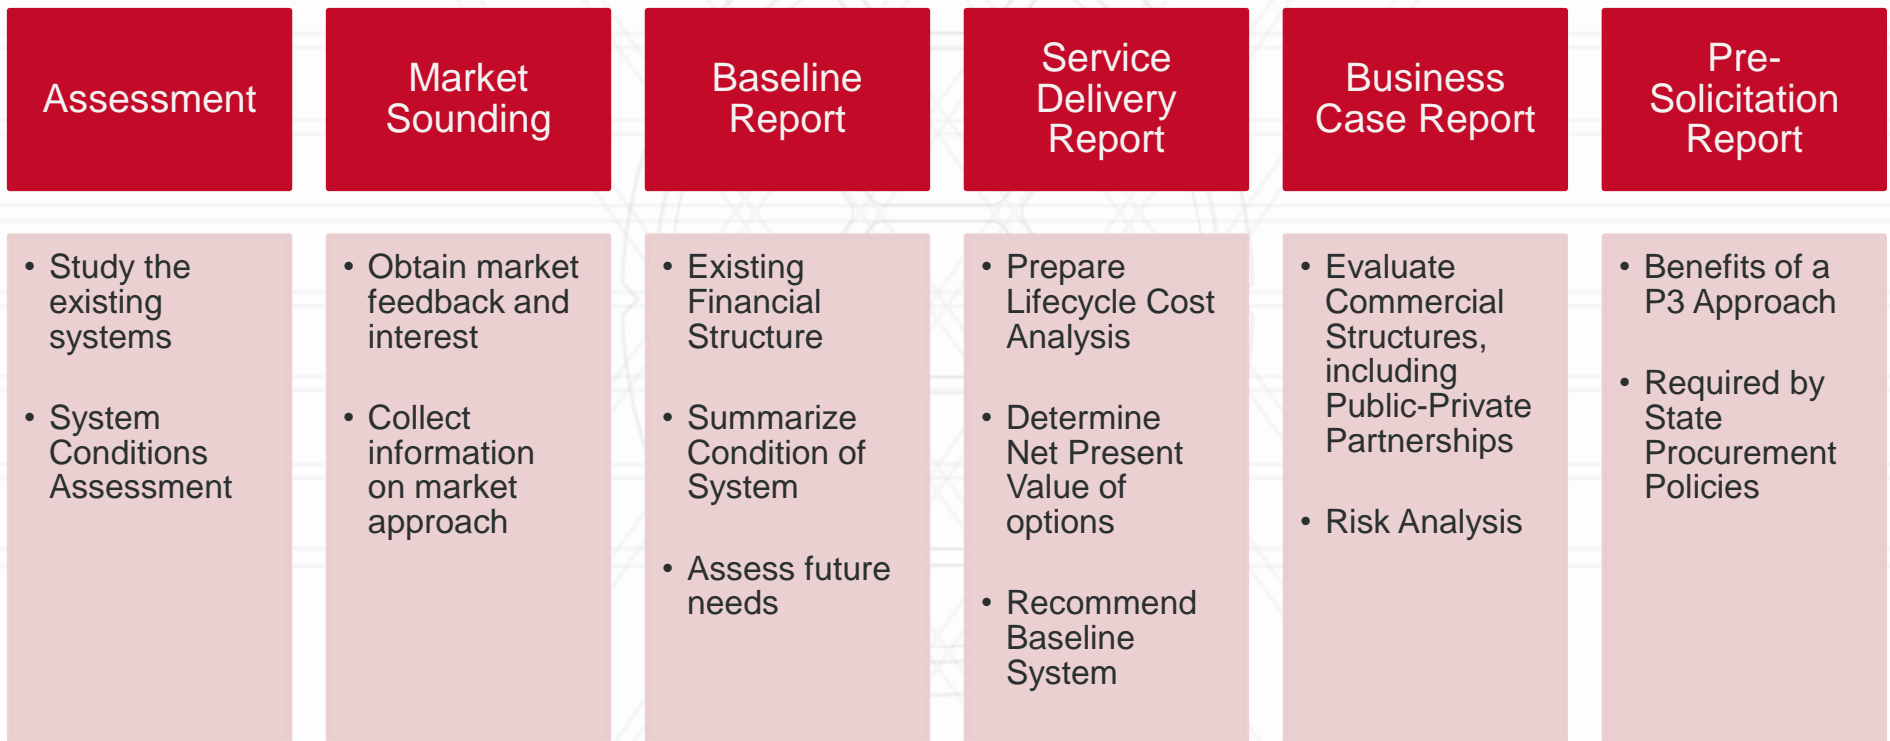 Assessment
Market
Sounding
Baseline
Report
Service
Delivery
Report
Business
Case Report
Pre-
Solicitation
Report
• Study the
existing
systems
• System
Conditions
Assessment
• Obtain market
feedback and
interest
• Collect
information
on market
approach
• Existing
Financial
Structure
• Summarize
Condition of
System
• Assess future
needs
• Prepare
Lifecycle Cost
Analysis
• Determine
Net Present
Value of
options
• Recommend
Baseline
System
• Evaluate
Commercial
Structures,
including
Public-Private
Partnerships
• Risk Analysis
• Benefits of a
P3 Approach
• Required by
State
Procurement
Policies